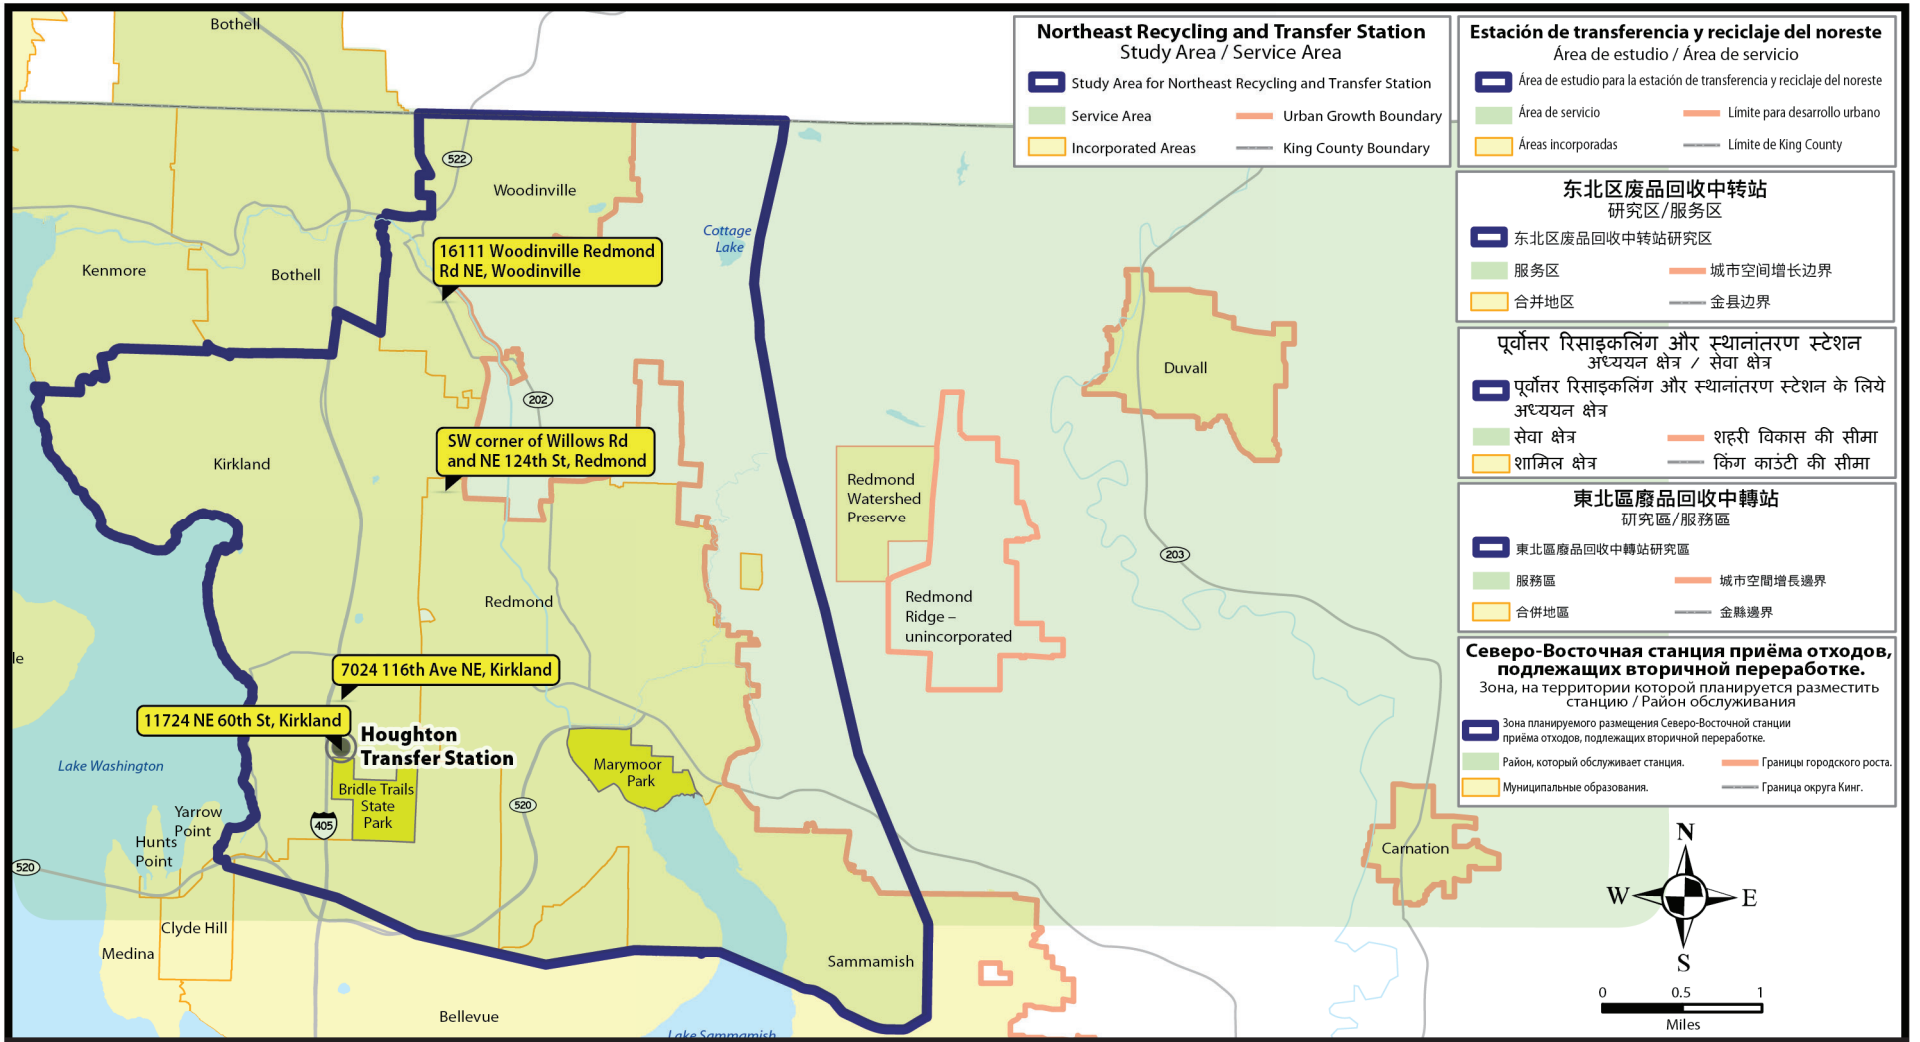 Bothell
522
Woodinville
Cottage
Lake
16111 Woodinville Redmond
Rd NE, Woodinville
Kenmore
Bothell
Duvall
202
SW corner of Willows Rd
and NE 124th St, Redmond
Kirkland
Redmond
Watershed
Preserve
203
Redmond
Redmond
Ridge –
unincorporated
le
7024 116th Ave NE, Kirkland
11724 NE 60th St, Kirkland
Houghton
Transfer Station
Lake Washington
Marymoor
Park
Bridle Trails
State
Park
520
405
Yarrow
Point
Hunts
Point
520
Carnation
Clyde Hill
Medina
Sammamish
Bellevue
Lake Sammamish
Northeast Recycling and Transfer Station
Study Area / Service Area
Study Area for Northeast Recycling and Transfer Station
Service Area
Urban Growth Boundary
Incorporated Areas
King County Boundary
Estación de transferencia y reciclaje del noreste
Área de estudio / Área de servicio
Área de estudio para la estación de transferencia y reciclaje del noreste
Área de servicio
Límite para desarrollo urbano
Áreas incorporadas
Límite de King County
东北区废品回收中转站
研究区/服务区
东北区废品回收中转站研究区
服务区
城市空间增长边界
合并地区
金县边界
पूर्वोत्तर रिसाइकलिंग और स्थानांतरण स्टेशन
अध्ययन क्षेत्र / सेवा क्षेत्र
पूर्वोत्तर रिसाइकलिंग और स्थानांतरण स्टेशन के लिये
अध्ययन क्षेत्र
सेवा क्षेत्र
शहरी विकास की सीमा
शामिल क्षेत्र
किंग काउंटी की सीमा
東北區廢品回收中轉站
研究區/服務區
東北區廢品回收中轉站研究區
服務區
城市空間增長邊界
合併地區
金縣邊界
Северо-Восточная станция приёма отходов,
подлежащих вторичной переработке.
Зона, на территории которой планируется разместить
станцию / Район обслуживания
Зона планируемого размещения Северо-Восточной станции
приёма отходов, подлежащих вторичной переработке.
Район, который обслуживает станция.
Границы городского роста.
Муниципальные образования.
Граница округа Кинг.
N
W
E
S
0 0.5 1
Miles